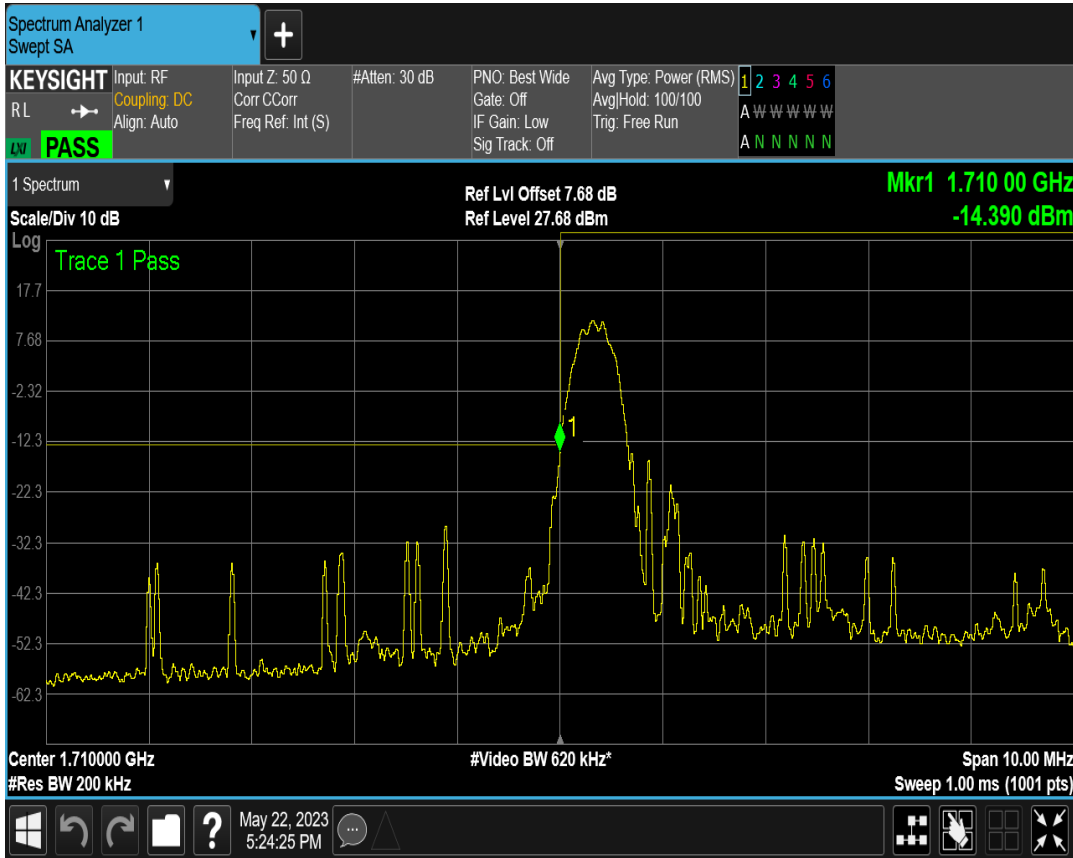 Spectrum Analyzer 1
Swept SA
+
KEYSIGHT
RL
LXI PASS
Input: RF
Coupling: DC
Align: Auto
Input Z: 50 Ω
Corr CCorr
Freq Ref: Int (S)
#Atten: 30 dB
PNO: Best Wide
Gate: Off
IF Gain: Low
Sig Track: Off
Avg Type: Power (RMS)
Avg|Hold: 100/100
Trig: Free Run
1 2 3 4 5 6
A W W W W W
A N N N N N
1 Spectrum
Scale/Div 10 dB
Ref Lvl Offset 7.68 dB
Ref Level 27.68 dBm
Mkr1 1.710 00 GHz
-14.390 dBm
Log
Trace 1 Pass
17.7
7.68
-2.32
-12.3
-22.3
-32.3
-42.3
-52.3
-62.3
1
Center 1.710000 GHz
#Res BW 200 kHz
#Video BW 620 kHz*
Span 10.00 MHz
Sweep 1.00 ms (1001 pts)
?
May 22, 2023
5:24:25 PM